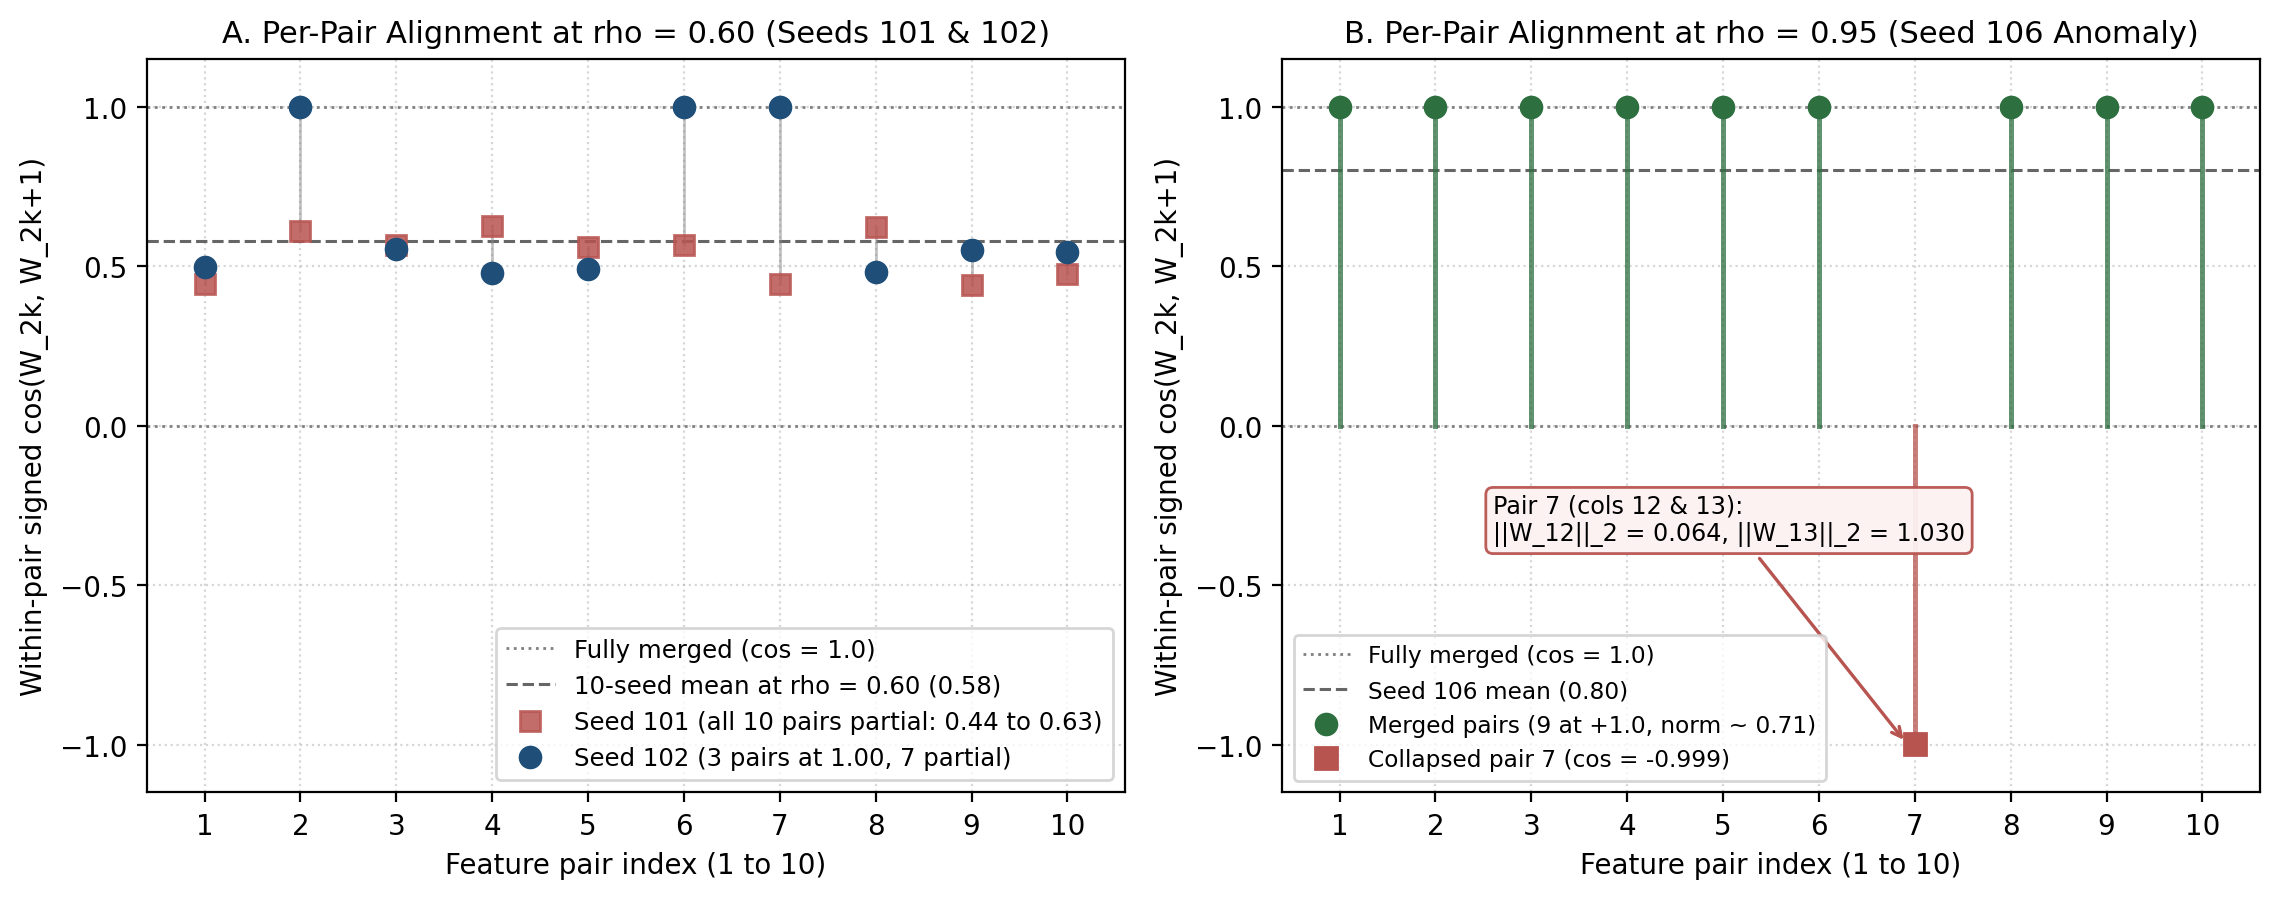 A. Per-Pair Alignment at rho = 0.60 (Seeds 101 & 102)
Within-pair signed cos(W_2k, W_2k+1)
1.0
0.5
0.0
−0.5
−1.0
Fully merged (cos = 1.0)
10-seed mean at rho = 0.60 (0.58)
Seed 101 (all 10 pairs partial: 0.44 to 0.63)
Seed 102 (3 pairs at 1.00, 7 partial)
1 2 3 4 5 6 7 8 9 10
Feature pair index (1 to 10)
B. Per-Pair Alignment at rho = 0.95 (Seed 106 Anomaly)
Within-pair signed cos(W_2k, W_2k+1)
1.0
0.5
0.0
−0.5
−1.0
Pair 7 (cols 12 & 13):
||W_12||_2 = 0.064, ||W_13||_2 = 1.030
Fully merged (cos = 1.0)
Seed 106 mean (0.80)
Merged pairs (9 at +1.0, norm ~ 0.71)
Collapsed pair 7 (cos = -0.999)
1 2 3 4 5 6 7 8 9 10
Feature pair index (1 to 10)